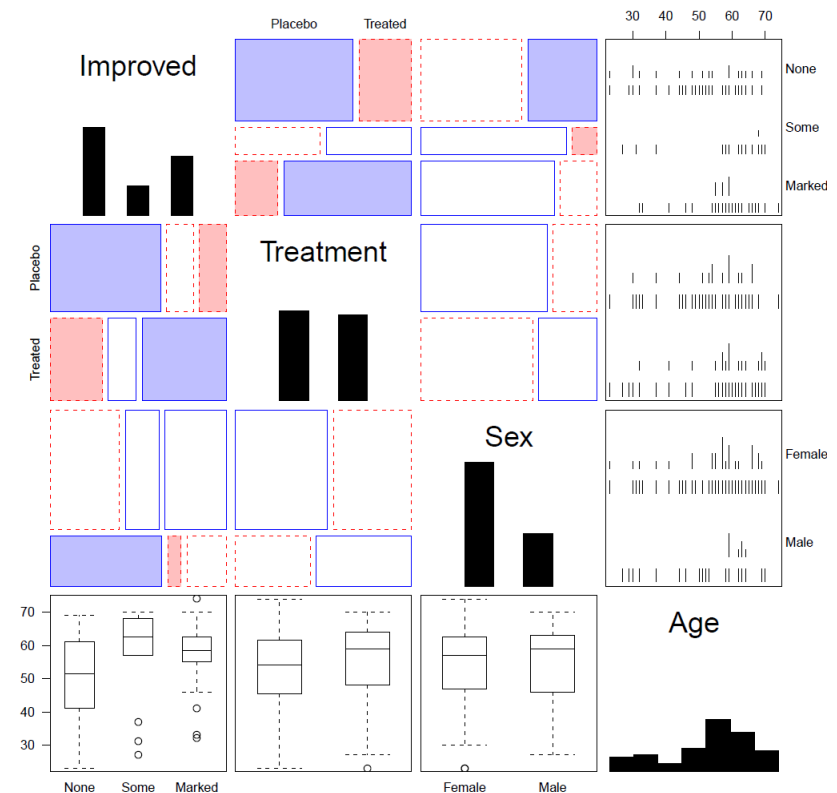 Placebo Treated
30 40 50 60 70
Improved
None
Some
Marked
Placebo
Treatment
Treated
Sex
Female
Male
Age
70
60
50
40
30
None Some Marked
Female Male